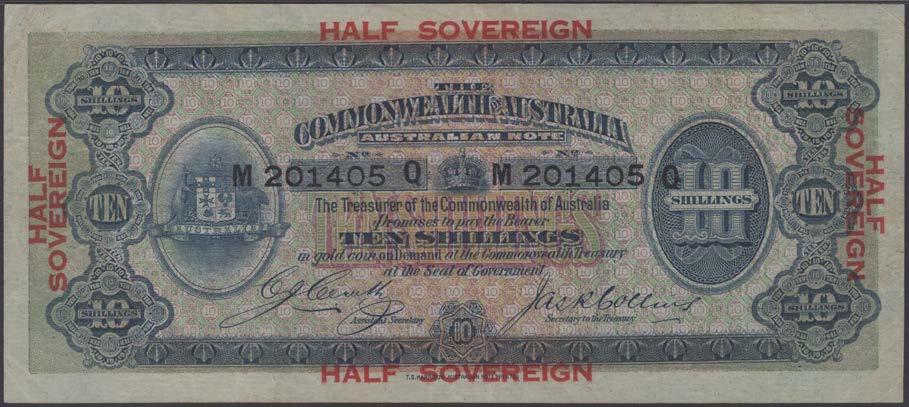 HALF SOVEREIGN
10
SHILLINGS
10
SHILLINGS
THE
COMMONWEALTH OF AUSTRALIA
AUSTRALIAN NOTE
No. No.
M 201405 Q M 201405 Q
The Treasurer of the Commonwealth of Australia
Promises to pay the Bearer
TEN SHILLINGS
in gold coin on Demand at the Commonwealth Treasury
at the Seat of Government
AUSTRALIA
10
SHILLINGS
TEN
TEN
HALF
SOVEREIGN
HALF
SOVEREIGN
Jas R Collins
Assistant Secretary
Secretary to the Treasury
10
SHILLINGS
10
10
SHILLINGS
HALF SOVEREIGN